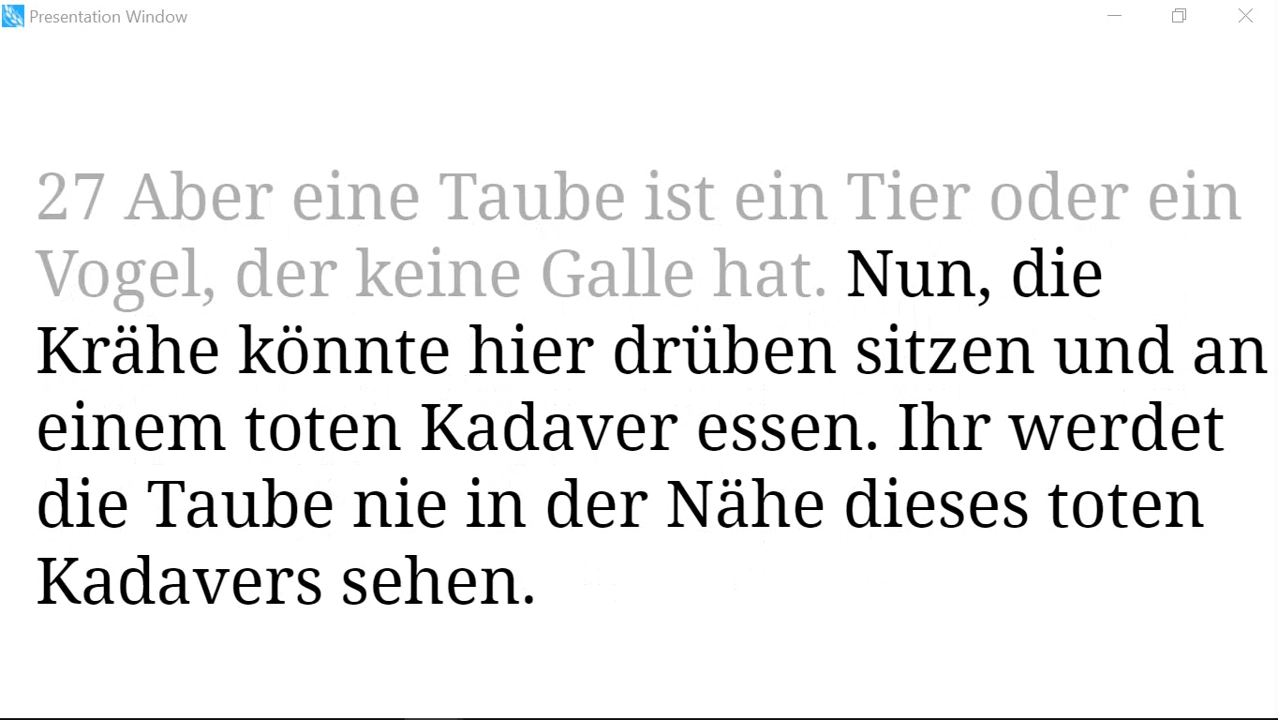 Presentation Window
27 Aber eine Taube ist ein Tier oder ein
Vogel, der keine Galle hat. Nun, die
Krähe könnte hier drüben sitzen und an
einem toten Kadaver essen. Ihr werdet
die Taube nie in der Nähe dieses toten
Kadavers sehen.